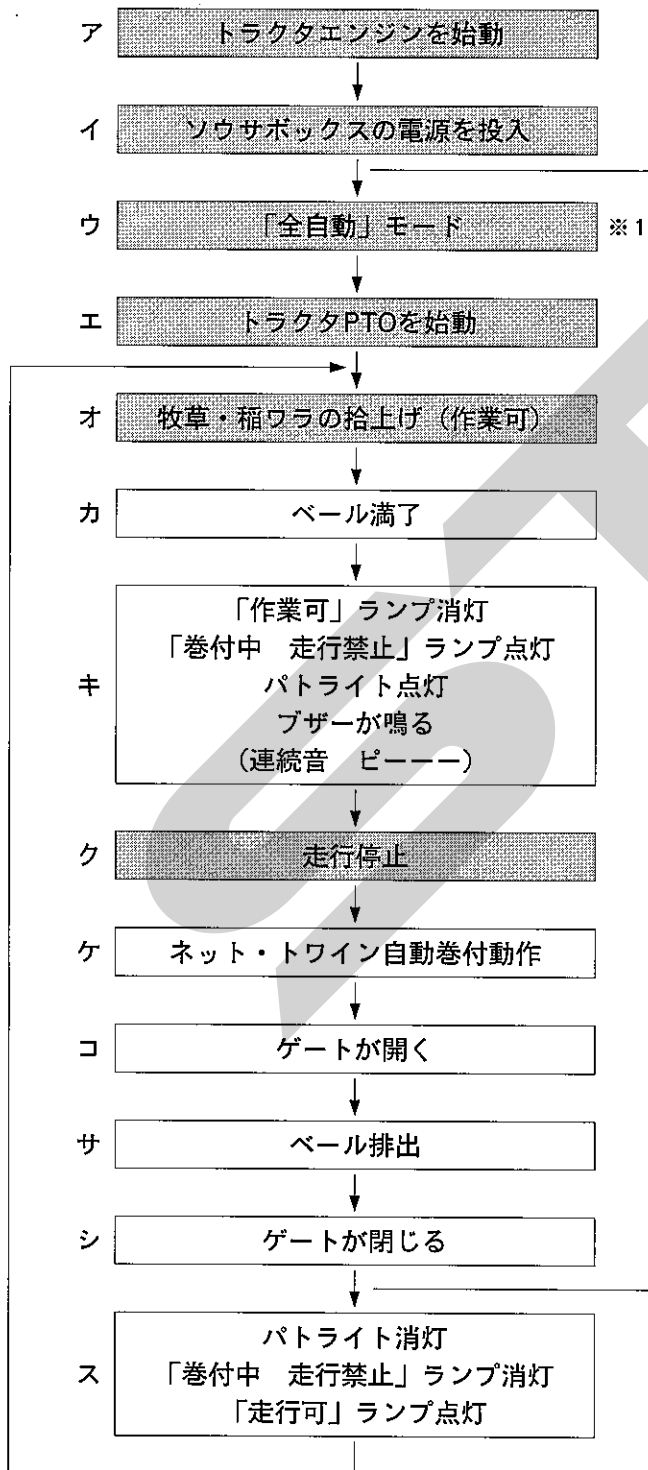 ア トラクタエンジンを始動
イ ソウサボックスの電源を投入
ウ 「全自動」モード ※1
エ トラクタPTOを始動
オ 牧草・稲ワラの拾上げ（作業可）
カ ベール満了
「作業可」ランプ消灯
「巻付中　走行禁止」ランプ点灯
キ パトライト点灯
ブザーが鳴る
（連続音　ピーーー）
ク 走行停止
ケ ネット・トワイン自動巻付動作
コ ゲートが開く
サ ベール排出
シ ゲートが閉じる
パトライト消灯
ス 「巻付中　走行禁止」ランプ消灯
「走行可」ランプ点灯